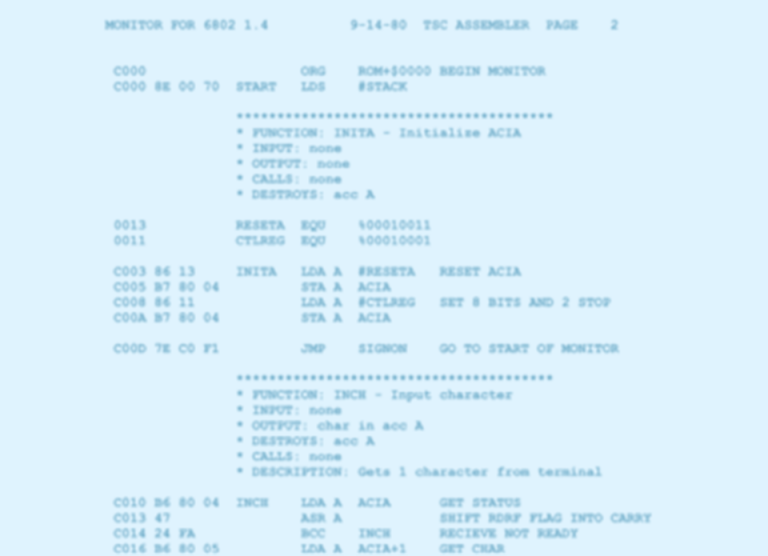 MONITOR FOR 6802 1.4          9-14-80  TSC ASSEMBLER  PAGE    2
C000                   ORG    ROM+$0000 BEGIN MONITOR
C000 8E 00 70  START   LDS    #STACK
***************************************
* FUNCTION: INITA - Initialize ACIA
* INPUT: none
* OUTPUT: none
* CALLS: none
* DESTROYS: acc A
0013           RESETA  EQU    %00010011
0011           CTLREG  EQU    %00010001
C003 86 13     INITA   LDA A  #RESETA   RESET ACIA
C005 B7 80 04          STA A  ACIA
C008 86 11             LDA A  #CTLREG   SET 8 BITS AND 2 STOP
C00A B7 80 04          STA A  ACIA
C00D 7E C0 F1          JMP    SIGNON    GO TO START OF MONITOR
***************************************
* FUNCTION: INCH - Input character
* INPUT: none
* OUTPUT: char in acc A
* DESTROYS: acc A
* CALLS: none
* DESCRIPTION: Gets 1 character from terminal
C010 B6 80 04  INCH    LDA A  ACIA      GET STATUS
C013 47                ASR A            SHIFT RDRF FLAG INTO CARRY
C014 24 FA             BCC    INCH      RECIEVE NOT READY
C016 B6 80 05          LDA A  ACIA+1    GET CHAR